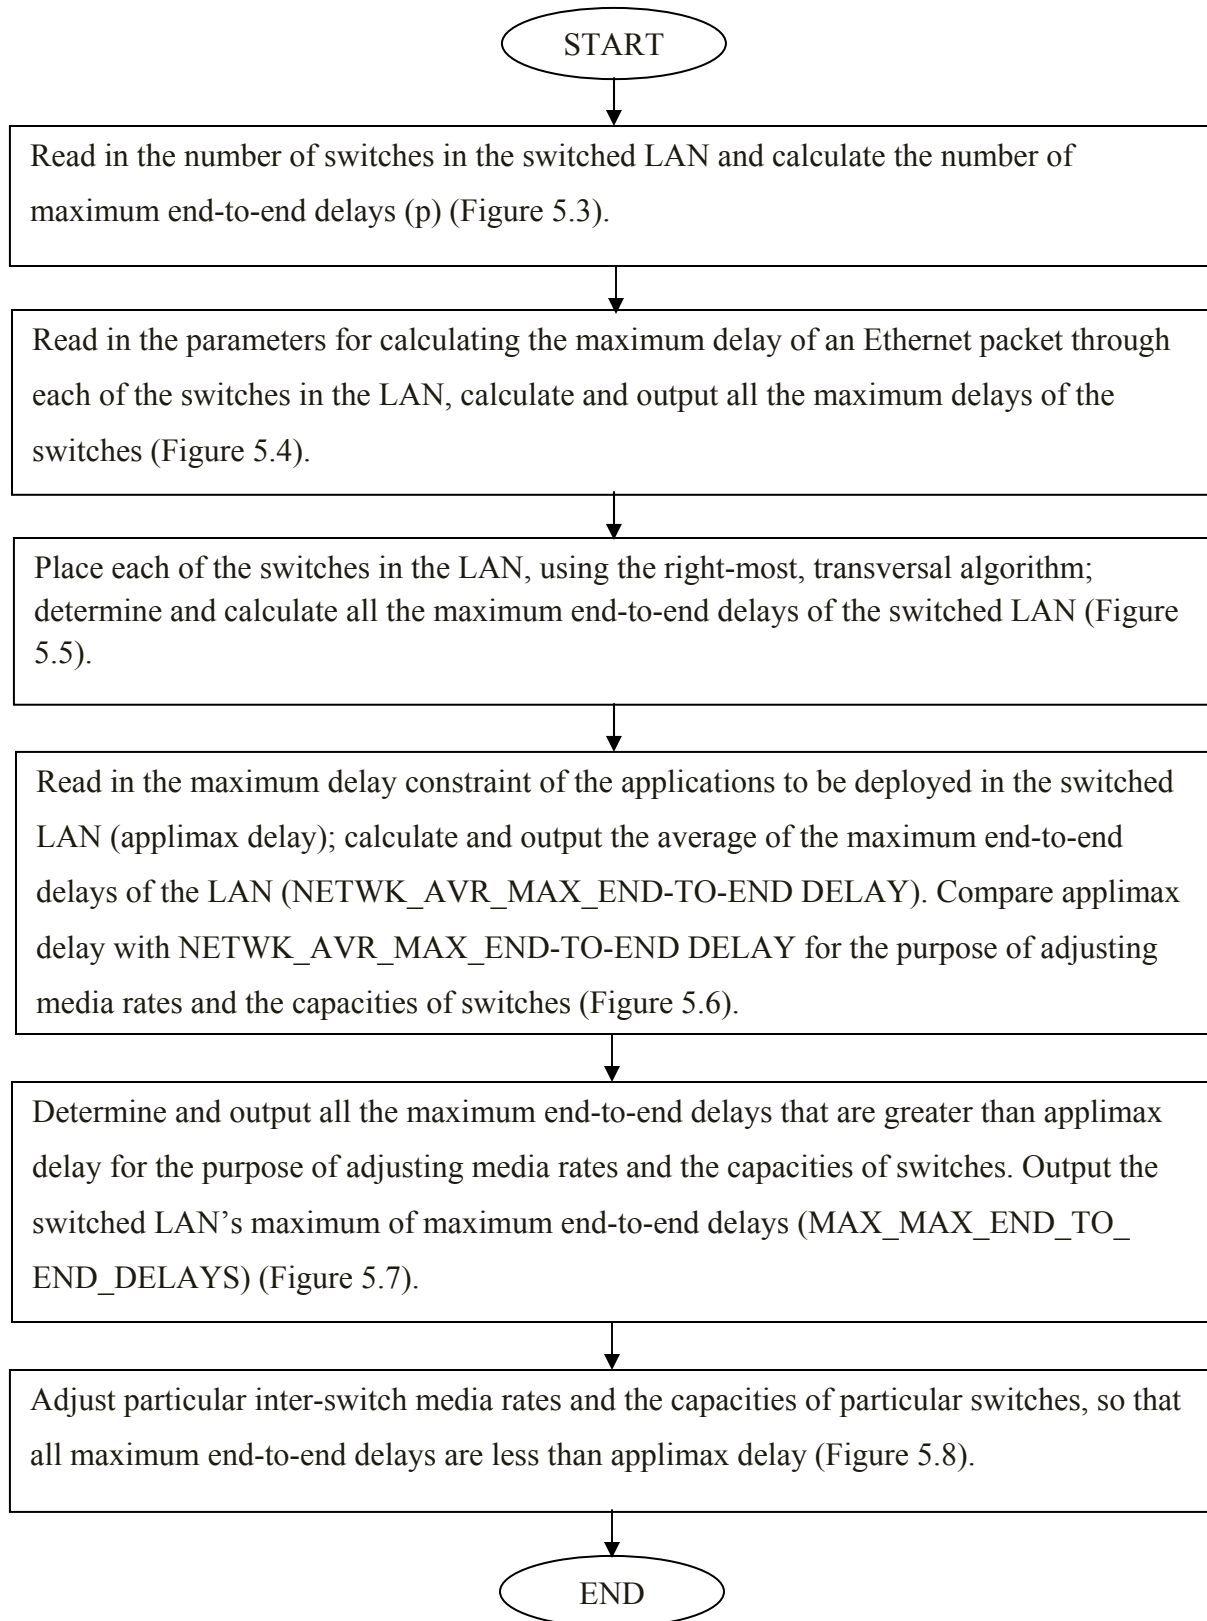 START
Read in the number of switches in the switched LAN and calculate the number of
maximum end-to-end delays (p) (Figure 5.3).
Read in the parameters for calculating the maximum delay of an Ethernet packet through
each of the switches in the LAN, calculate and output all the maximum delays of the
switches (Figure 5.4).
Place each of the switches in the LAN, using the right-most, transversal algorithm;
determine and calculate all the maximum end-to-end delays of the switched LAN (Figure
5.5).
Read in the maximum delay constraint of the applications to be deployed in the switched
LAN (applimax delay); calculate and output the average of the maximum end-to-end
delays of the LAN (NETWK_AVR_MAX_END-TO-END DELAY). Compare applimax
delay with NETWK_AVR_MAX_END-TO-END DELAY for the purpose of adjusting
media rates and the capacities of switches (Figure 5.6).
Determine and output all the maximum end-to-end delays that are greater than applimax
delay for the purpose of adjusting media rates and the capacities of switches. Output the
switched LAN’s maximum of maximum end-to-end delays (MAX_MAX_END_TO_
END_DELAYS) (Figure 5.7).
Adjust particular inter-switch media rates and the capacities of particular switches, so that
all maximum end-to-end delays are less than applimax delay (Figure 5.8).
END